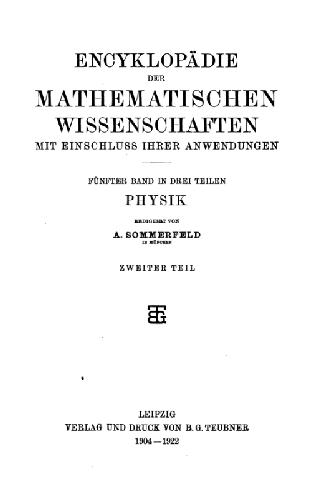 ENCYKLOPÄDIE
DER
MATHEMATISCHEN
WISSENSCHAFTEN
MIT EINSCHLUSS IHRER ANWENDUNGEN
FÜNFTER BAND IN DREI TEILEN
PHYSIK
REDIGIERT VON
A. SOMMERFELD
IN MÜNCHEN
ZWEITER TEIL
BTG
LEIPZIG
VERLAG UND DRUCK VON B. G. TEUBNER
1904—1922